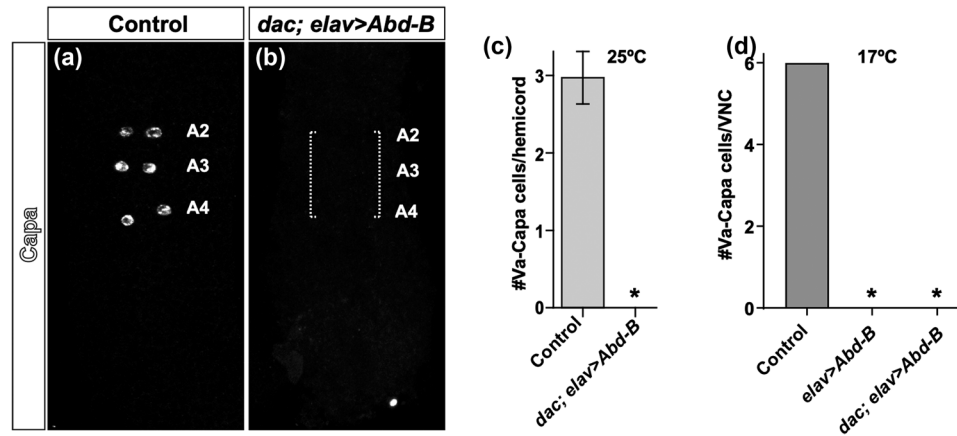 Control
dac; elav>Abd-B
Capa
(a)
A2
A3
A4
(b)
A2
A3
A4
(c)
25ºC
#Va-Capa cells/hemicord
3
2
1
0
*
Control
dac; elav>Abd-B
(d)
17ºC
#Va-Capa cells/VNC
6
4
2
0
*
*
Control
elav>Abd-B
dac; elav>Abd-B